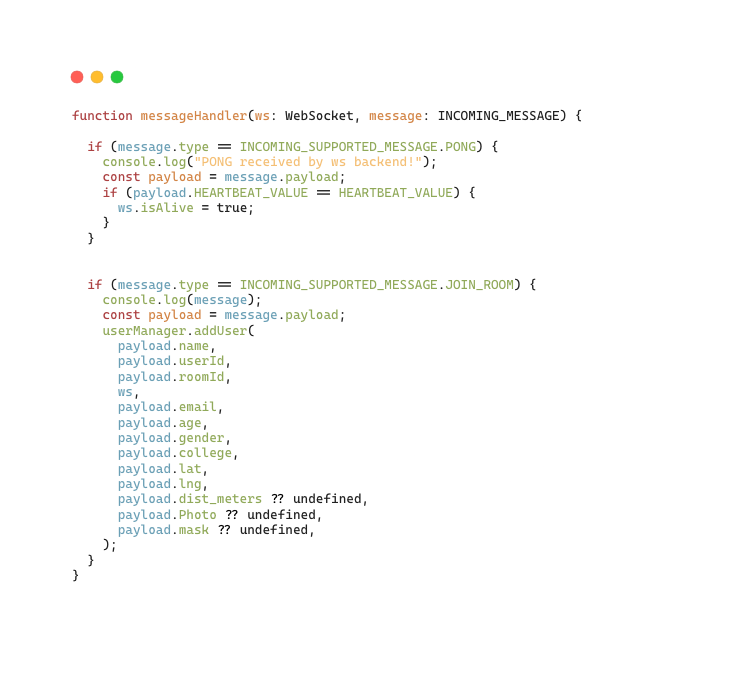 function messageHandler(ws: WebSocket, message: INCOMING_MESSAGE) {
if (message.type == INCOMING_SUPPORTED_MESSAGE.PONG) {
console.log("PONG received by ws backend!");
const payload = message.payload;
if (payload.HEARTBEAT_VALUE == HEARTBEAT_VALUE) {
ws.isAlive = true;
}
}
if (message.type == INCOMING_SUPPORTED_MESSAGE.JOIN_ROOM) {
console.log(message);
const payload = message.payload;
userManager.addUser(
payload.name,
payload.userId,
payload.roomId,
ws,
payload.email,
payload.age,
payload.gender,
payload.college,
payload.lat,
payload.lng,
payload.dist_meters ?? undefined,
payload.Photo ?? undefined,
payload.mask ?? undefined,
);
}
}